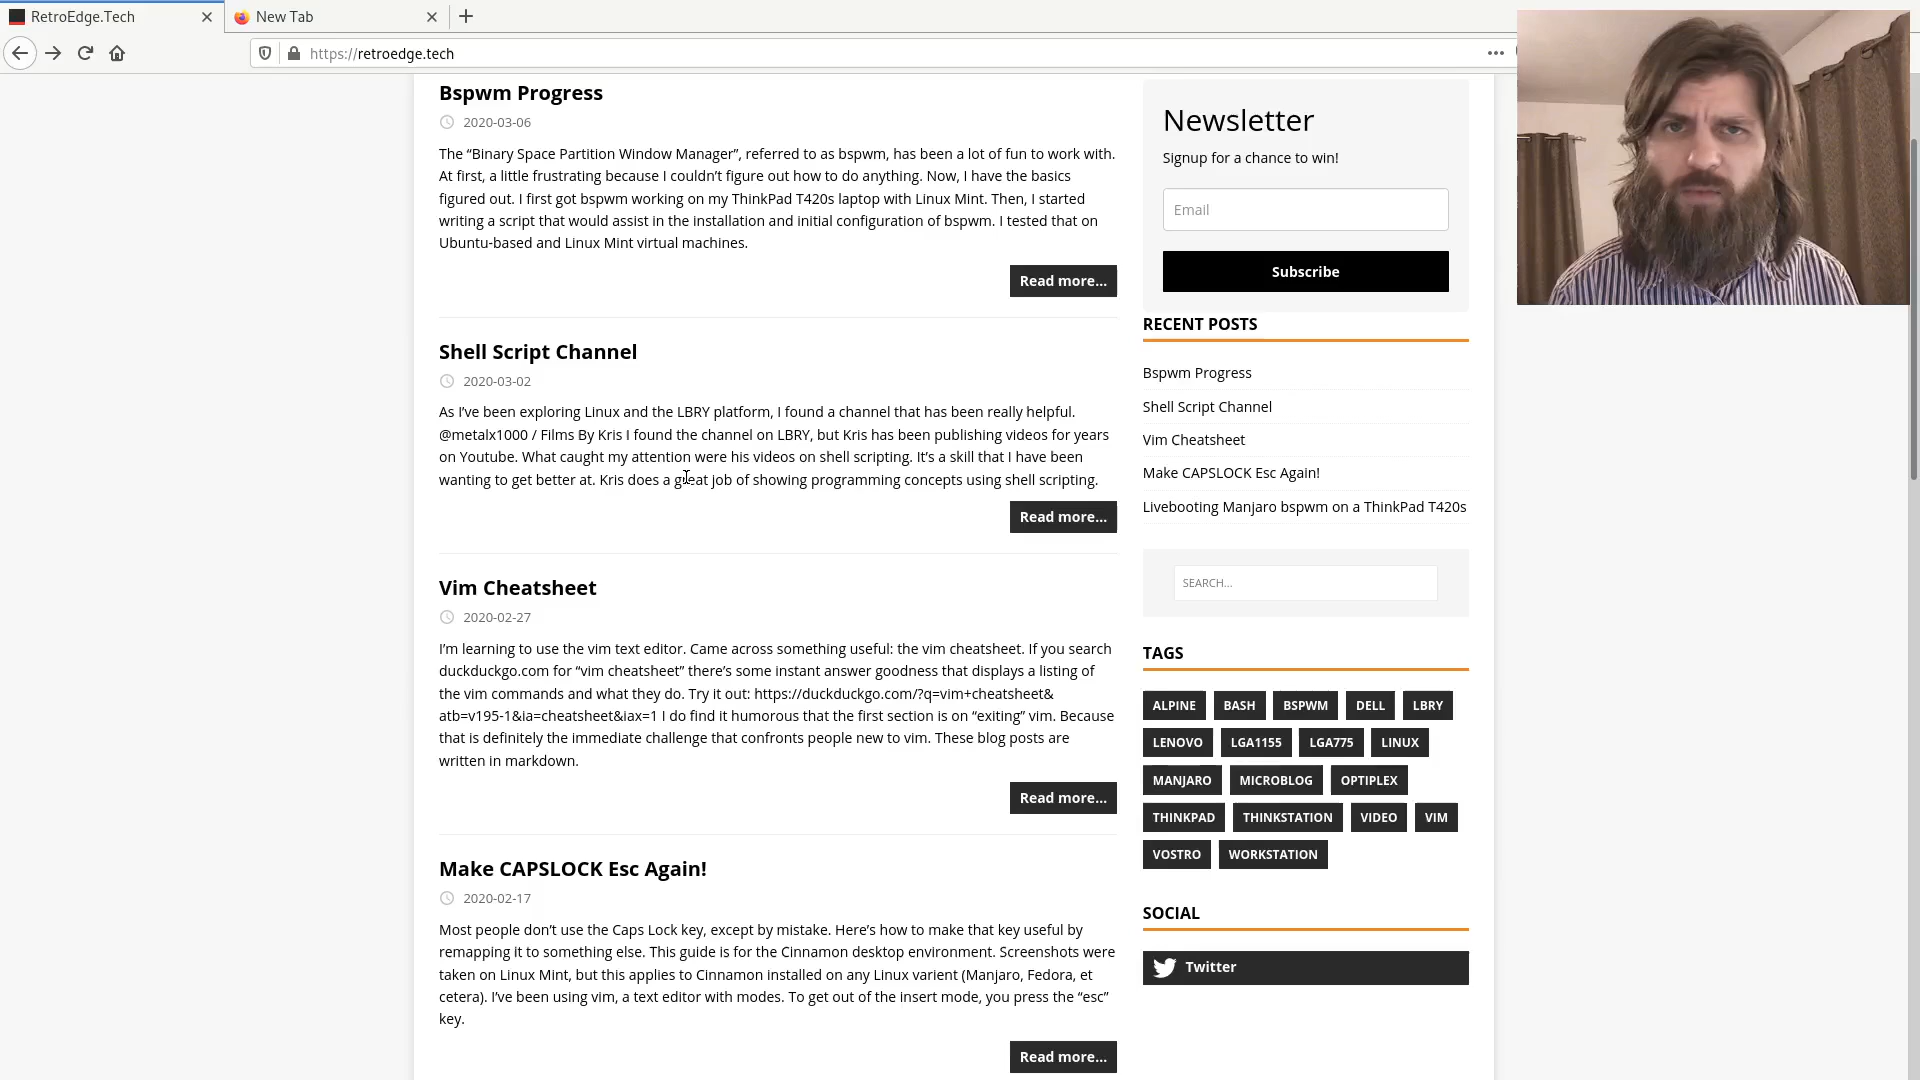 RetroEdge.Tech
New Tab
https://retroedge.tech
Bspwm Progress
2020-03-06
The “Binary Space Partition Window Manager”, referred to as bspwm, has been a lot of fun to work with.
At first, a little frustrating because I couldn’t figure out how to do anything. Now, I have the basics
figured out. I first got bspwm working on my ThinkPad T420s laptop with Linux Mint. Then, I started
writing a script that would assist in the installation and initial configuration of bspwm. I tested that on
Ubuntu-based and Linux Mint virtual machines.
Read more...
Shell Script Channel
2020-03-02
As I’ve been exploring Linux and the LBRY platform, I found a channel that has been really helpful.
@metalx1000 / Films By Kris I found the channel on LBRY, but Kris has been publishing videos for years
on Youtube. What caught my attention were his videos on shell scripting. It’s a skill that I have been
wanting to get better at. Kris does a great job of showing programming concepts using shell scripting.
Read more...
Vim Cheatsheet
2020-02-27
I’m learning to use the vim text editor. Came across something useful: the vim cheatsheet. If you search
duckduckgo.com for “vim cheatsheet” there’s some instant answer goodness that displays a listing of
the vim commands and what they do. Try it out: https://duckduckgo.com/?q=vim+cheatsheet&
atb=v195-1&ia=cheatsheet&iax=1 I do find it humorous that the first section is on “exiting” vim. Because
that is definitely the immediate challenge that confronts people new to vim. These blog posts are
written in markdown.
Read more...
Make CAPSLOCK Esc Again!
2020-02-17
Most people don’t use the Caps Lock key, except by mistake. Here’s how to make that key useful by
remapping it to something else. This guide is for the Cinnamon desktop environment. Screenshots were
taken on Linux Mint, but this applies to Cinnamon installed on any Linux varient (Manjaro, Fedora, et
cetera). I’ve been using vim, a text editor with modes. To get out of the insert mode, you press the “esc”
key.
Read more...
Newsletter
Signup for a chance to win!
Email
Subscribe
RECENT POSTS
Bspwm Progress
Shell Script Channel
Vim Cheatsheet
Make CAPSLOCK Esc Again!
Livebooting Manjaro bspwm on a ThinkPad T420s
SEARCH...
TAGS
ALPINE BASH BSPWM DELL LBRY
LENOVO LGA1155 LGA775 LINUX
MANJARO MICROBLOG OPTIPLEX
THINKPAD THINKSTATION VIDEO VIM
VOSTRO WORKSTATION
SOCIAL
Twitter